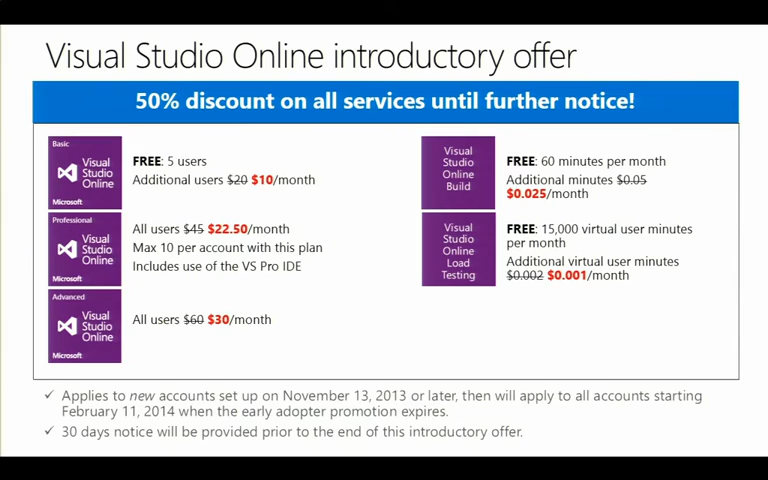 Visual Studio Online introductory offer
50% discount on all services until further notice!
Basic
Visual
Studio
Online
Microsoft
FREE: 5 users
Additional users $20 $10/month
Professional
Visual
Studio
Online
Microsoft
All users $45 $22.50/month
Max 10 per account with this plan
Includes use of the VS Pro IDE
Advanced
Visual
Studio
Online
Microsoft
All users $60 $30/month
Visual
Studio
Online
Build
FREE: 60 minutes per month
Additional minutes $0.05
$0.025/month
Visual
Studio
Online
Load
Testing
FREE: 15,000 virtual user minutes
per month
Additional virtual user minutes
$0.002 $0.001/month
✓ Applies to new accounts set up on November 13, 2013 or later, then will apply to all accounts starting
February 11, 2014 when the early adopter promotion expires.
✓ 30 days notice will be provided prior to the end of this introductory offer.